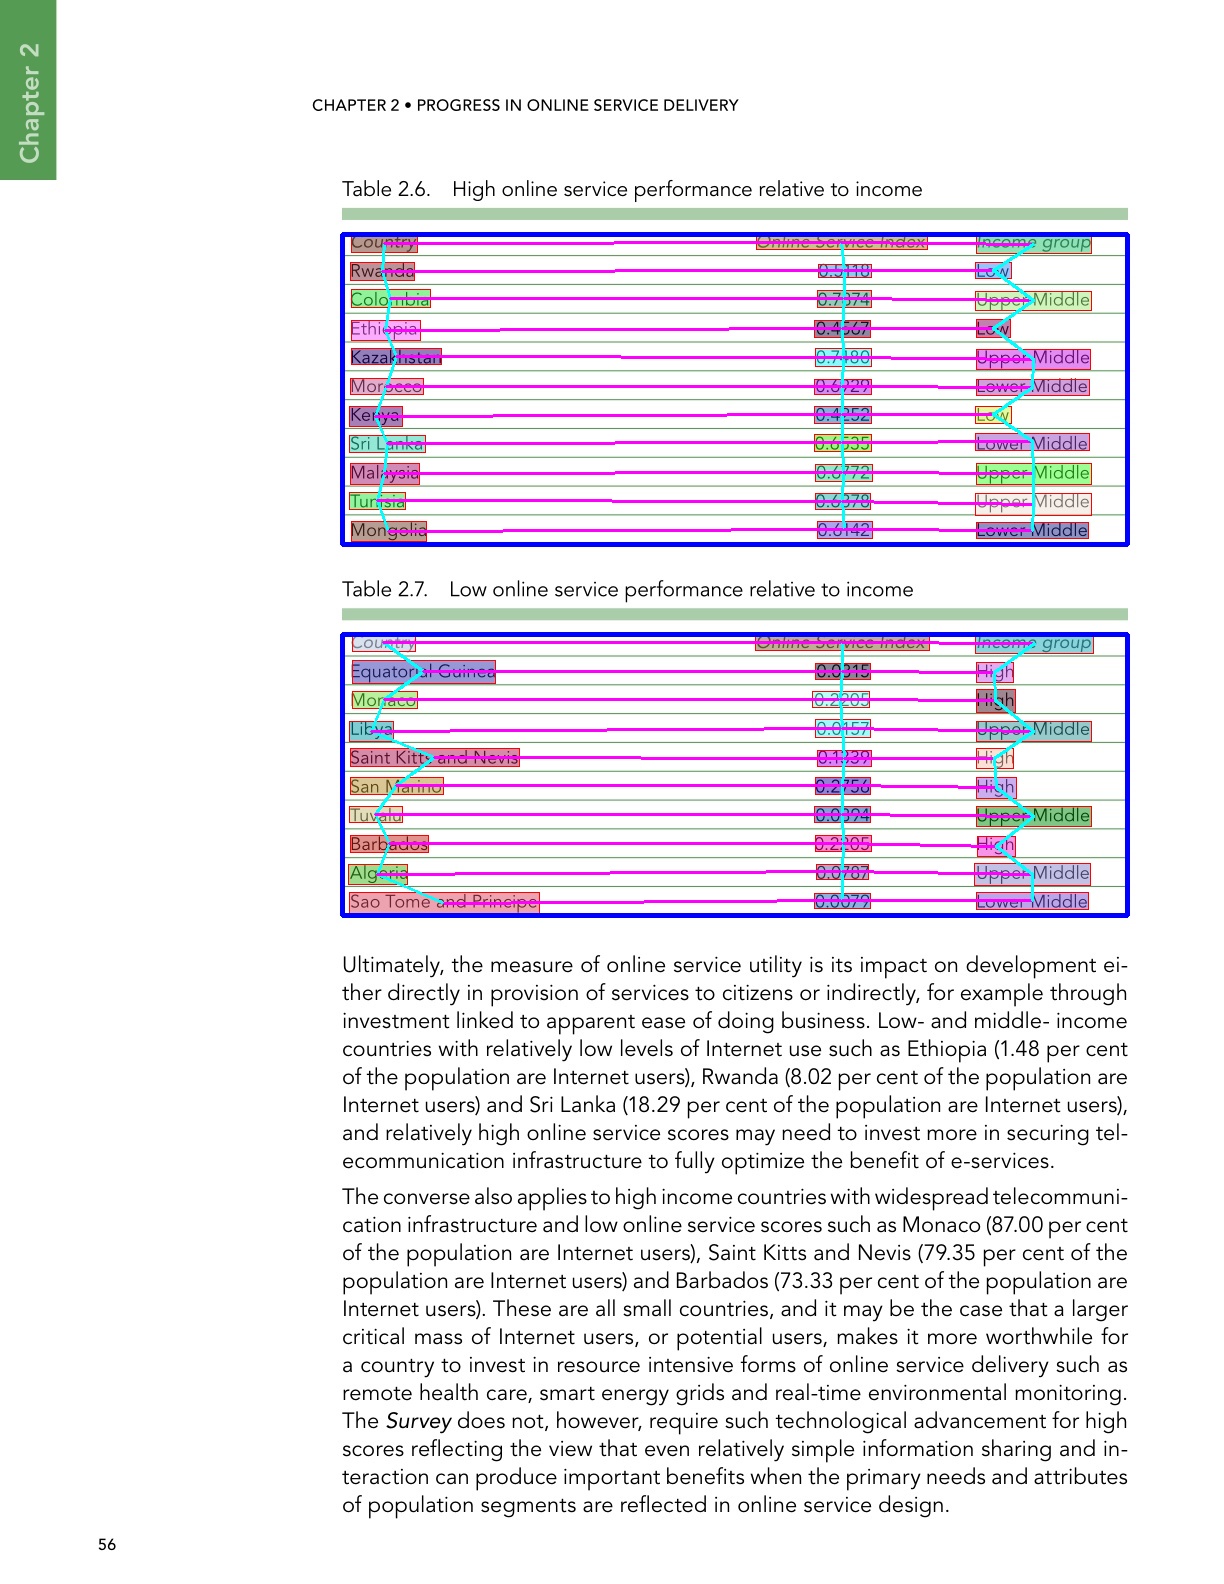 Chapter 2
CHAPTER 2 • PROGRESS IN ONLINE SERVICE DELIVERY
Table 2.6. High online service performance relative to income
Country Online Service Index Income group
Rwanda 0.5118 Low
Colombia 0.7874 Upper Middle
Ethiopia 0.4567 Low
Kazakhstan 0.7480 Upper Middle
Morocco 0.6929 Lower Middle
Kenya 0.4252 Low
Sri Lanka 0.6535 Lower Middle
Malaysia 0.6772 Upper Middle
Tunisia 0.6378 Upper Middle
Mongolia 0.6142 Lower Middle
Table 2.7. Low online service performance relative to income
Country Online Service Index Income group
Equatorial Guinea 0.0315 High
Monaco 0.2205 High
Libya 0.0157 Upper Middle
Saint Kitts and Nevis 0.1339 High
San Marino 0.2756 High
Tuvalu 0.0394 Upper Middle
Barbados 0.2205 High
Algeria 0.0787 Upper Middle
Sao Tome and Principe 0.0079 Lower Middle
Ultimately, the measure of online service utility is its impact on development ei-
ther directly in provision of services to citizens or indirectly, for example through
investment linked to apparent ease of doing business. Low- and middle- income
countries with relatively low levels of Internet use such as Ethiopia (1.48 per cent
of the population are Internet users), Rwanda (8.02 per cent of the population are
Internet users) and Sri Lanka (18.29 per cent of the population are Internet users),
and relatively high online service scores may need to invest more in securing tel-
ecommunication infrastructure to fully optimize the benefit of e-services.
The converse also applies to high income countries with widespread telecommuni-
cation infrastructure and low online service scores such as Monaco (87.00 per cent
of the population are Internet users), Saint Kitts and Nevis (79.35 per cent of the
population are Internet users) and Barbados (73.33 per cent of the population are
Internet users). These are all small countries, and it may be the case that a larger
critical mass of Internet users, or potential users, makes it more worthwhile for
a country to invest in resource intensive forms of online service delivery such as
remote health care, smart energy grids and real-time environmental monitoring.
The Survey does not, however, require such technological advancement for high
scores reflecting the view that even relatively simple information sharing and in-
teraction can produce important benefits when the primary needs and attributes
of population segments are reflected in online service design.
56